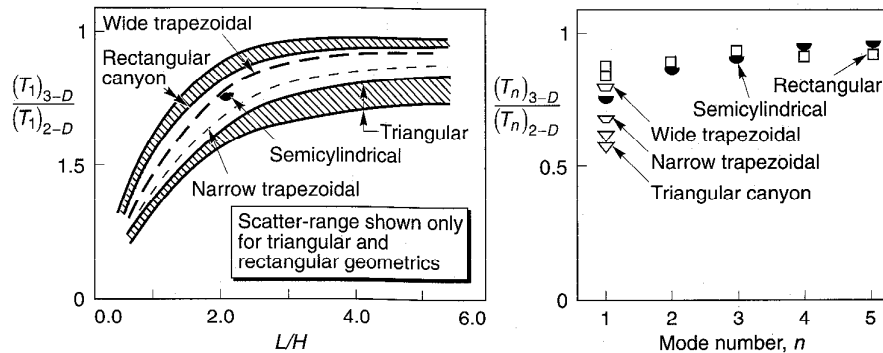 1
Wide trapezoidal
Rectangular
canyon
(T1)3–D
(T1)2–D
1.5
Triangular
Semicylindrical
Narrow trapezoidal
Scatter-range shown only
for triangular and
rectangular geometrics
0
0.0
2.0
4.0
6.0
L/H
1
(Tn)3–D
(Tn)2–D
0.5
Rectangular
Semicylindrical
Wide trapezoidal
Narrow trapezoidal
Triangular canyon
0
1
2
3
4
5
Mode number, n